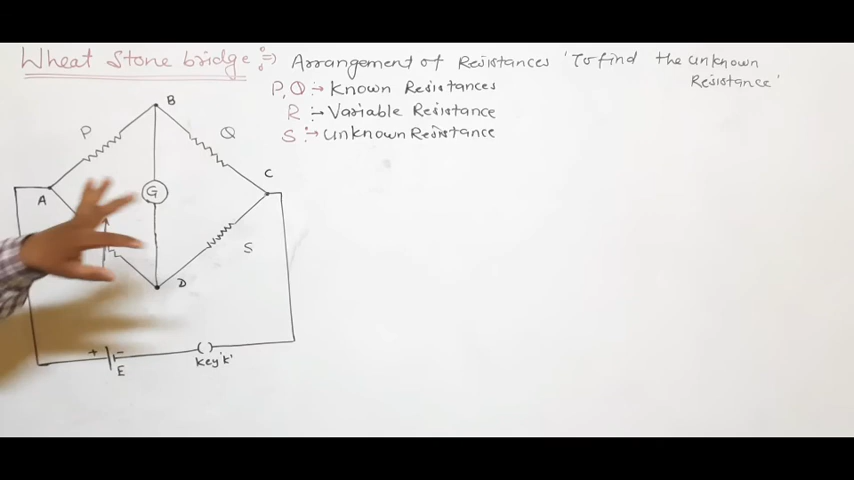 Wheat Stone bridge :⇒ Arrangement of Resistances 'To find the unknown
Resistance'
P, Q :→ Known Resistances
R :→ Variable Resistance
S :→ Unknown Resistance
B
P
Q
C
A
G
S
D
+ -
E
Key 'K'